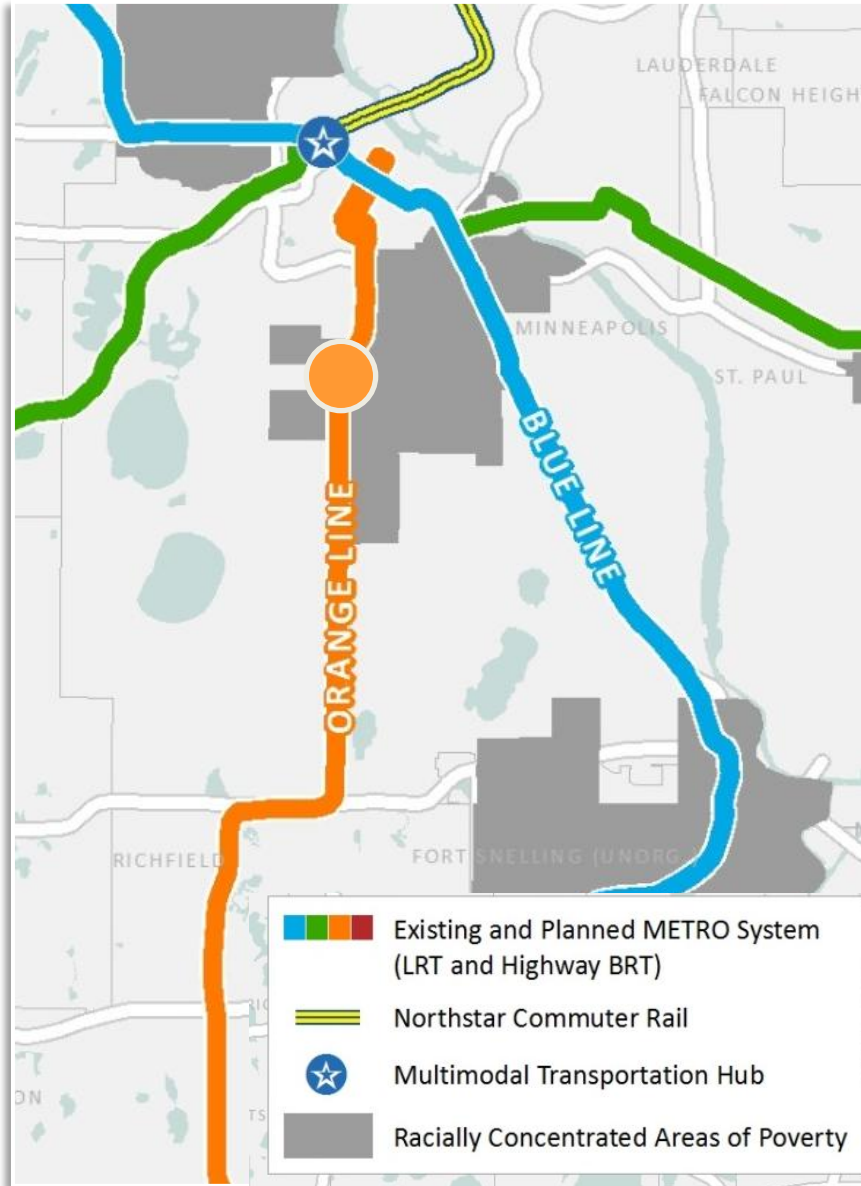 LAUDERDALE
FALCON HEIGH
MINNEAPOLIS
ST. PAUL
BLUE LINE
ORANGE LINE
RICHFIELD
FORT SNELLING (UNORG.)
Existing and Planned METRO System
(LRT and Highway BRT)
Northstar Commuter Rail
Multimodal Transportation Hub
ON
Racially Concentrated Areas of Poverty